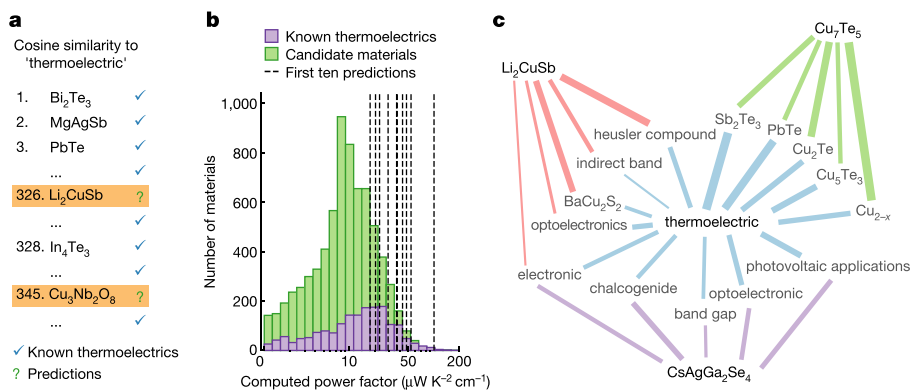 a
Cosine similarity to
'thermoelectric'
1. Bi₂Te₃ ✓
2. MgAgSb ✓
3. PbTe ✓
... ✓
326. Li₂CuSb ?
... ✓
328. In₄Te₃ ✓
... ✓
345. Cu₃Nb₂O₈ ?
... ✓
✓ Known thermoelectrics
? Predictions
b
Known thermoelectrics
Candidate materials
First ten predictions
Number of materials
1,000
800
600
400
200
0
0 10 50 200
Computed power factor (μW K⁻² cm⁻¹)
c
Cu₇Te₅
Li₂CuSb
Sb₂Te₃
heusler compound
PbTe
Cu₂Te
indirect band
Cu₅Te₃
BaCu₂S₂
Cu₂₋ₓ
optoelectronics
thermoelectric
electronic
photovoltaic applications
chalcogenide
optoelectronic
band gap
CsAgGa₂Se₄